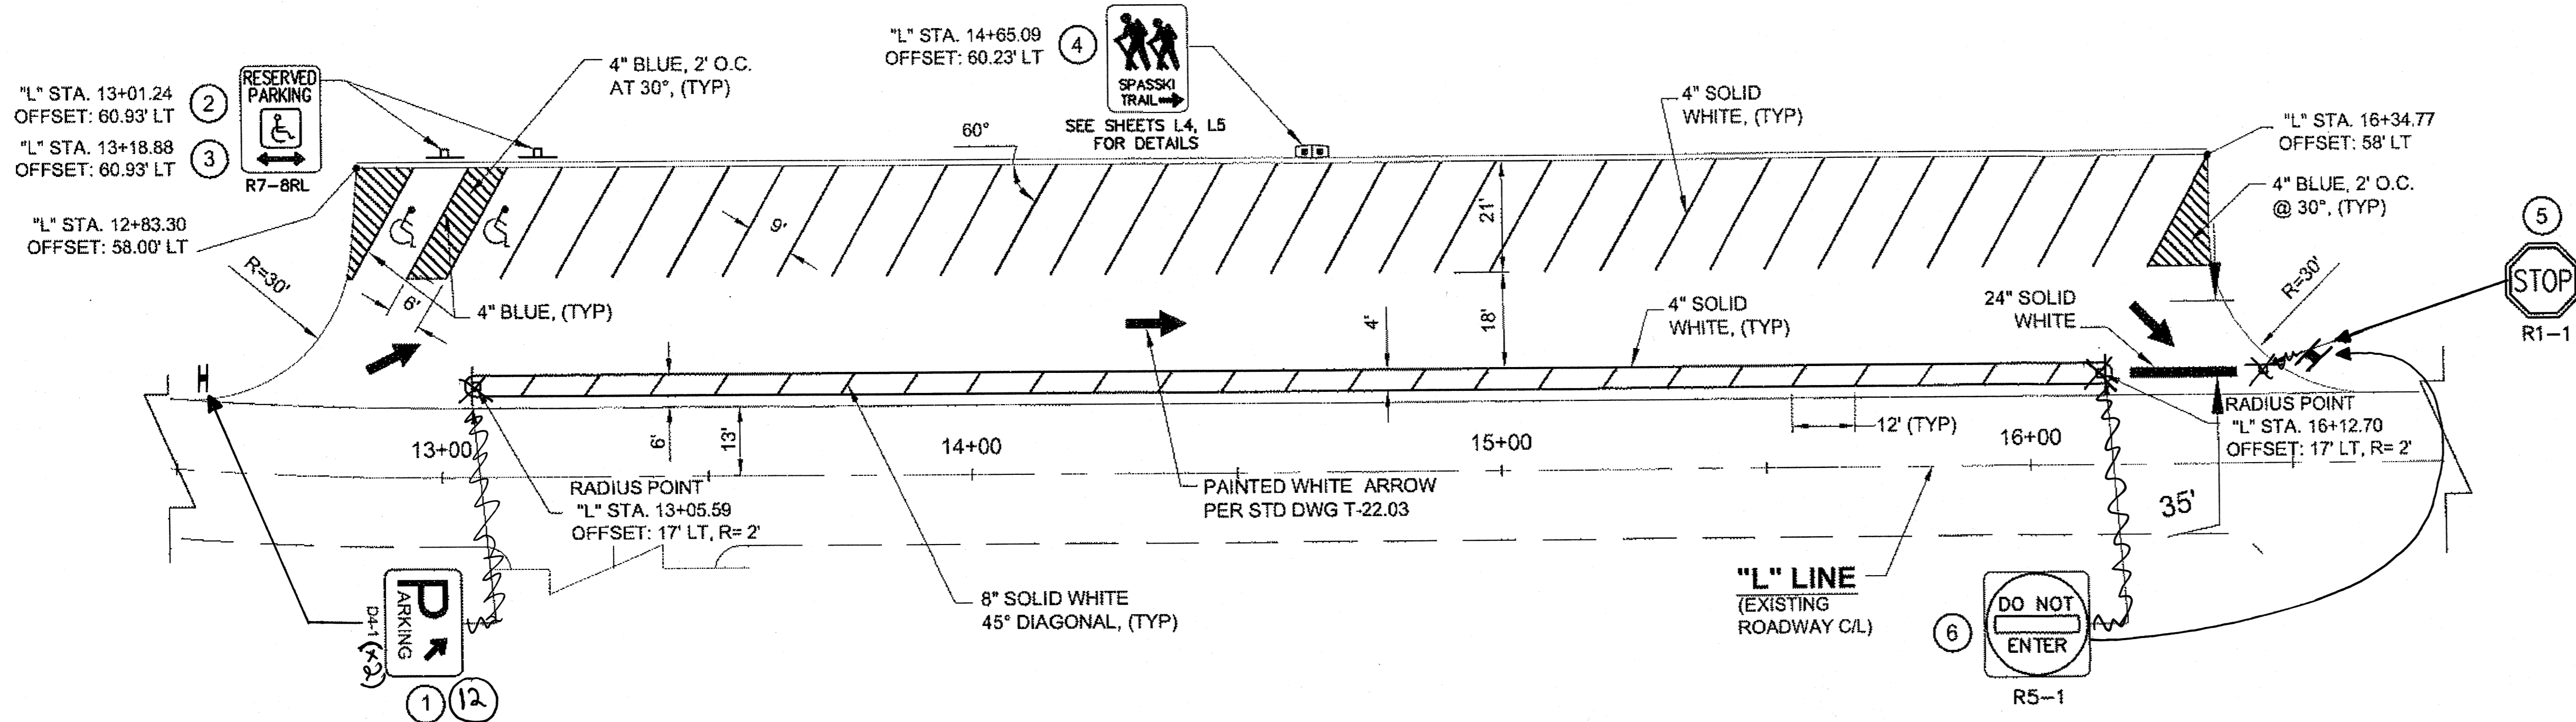 "L" STA. 13+01.24
OFFSET: 60.93' LT
2
"L" STA. 13+18.88
OFFSET: 60.93' LT
3
RESERVED
PARKING
R7-8RL
"L" STA. 12+83.30
OFFSET: 58.00' LT
4" BLUE, 2' O.C.
AT 30°, (TYP)
"L" STA. 14+65.09
OFFSET: 60.23' LT
4
SPASSKI
TRAIL
SEE SHEETS L4, L5
FOR DETAILS
60°
4" SOLID
WHITE, (TYP)
"L" STA. 16+34.77
OFFSET: 58' LT
4" BLUE, 2' O.C.
@ 30°, (TYP)
5
STOP
R1-1
R=30'
6'
4" BLUE, (TYP)
9'
21'
18'
4'
4" SOLID
WHITE, (TYP)
24" SOLID
WHITE
R=30'
H
13+00
6'
13'
14+00
15+00
12' (TYP)
16+00
RADIUS POINT
"L" STA. 16+12.70
OFFSET: 17' LT, R= 2'
RADIUS POINT
"L" STA. 13+05.59
OFFSET: 17' LT, R= 2'
PAINTED WHITE ARROW
PER STD DWG T-22.03
35'
8" SOLID WHITE
45° DIAGONAL, (TYP)
"L" LINE
(EXISTING
ROADWAY C/L)
PARKING
D4-1 (x2)
1
12
6
DO NOT
ENTER
R5-1